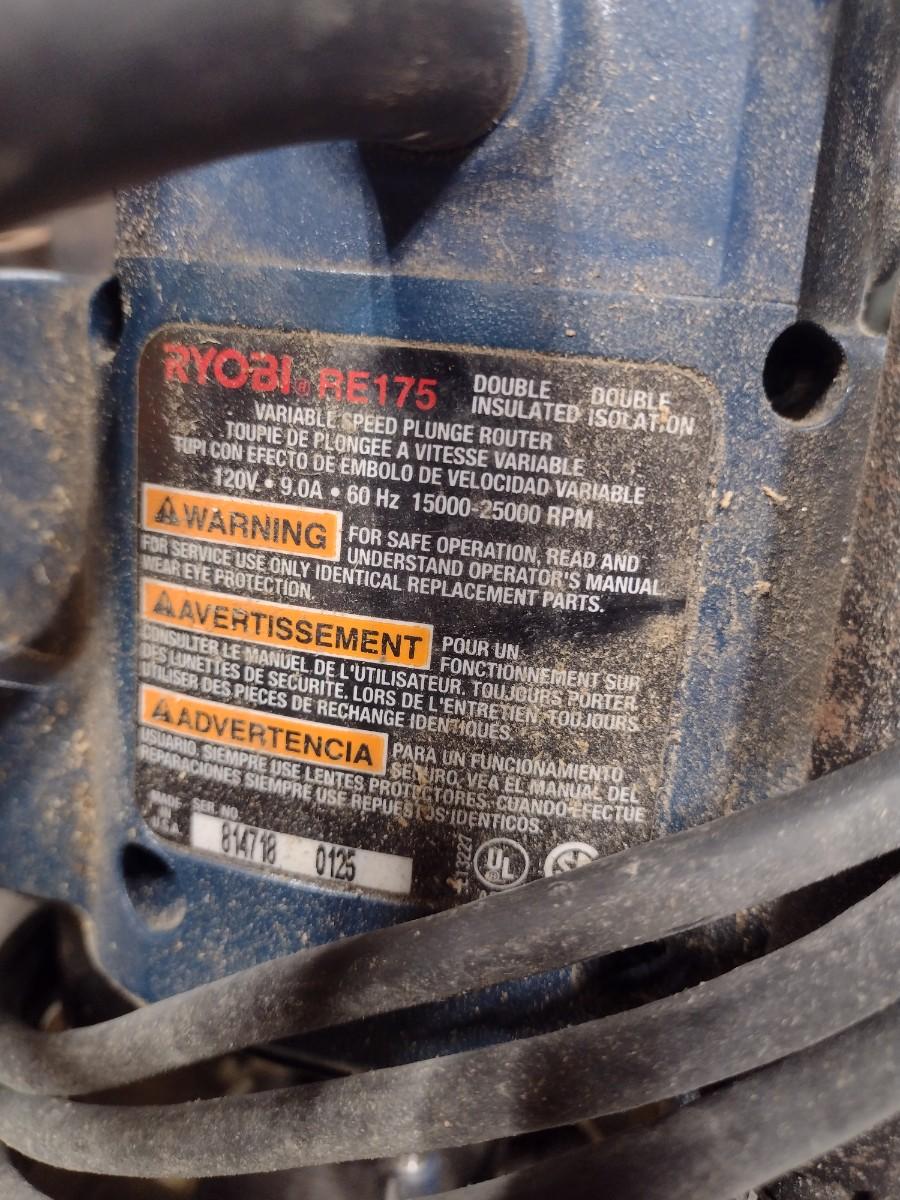 RYOBI® RE175
DOUBLE INSULATED
DOUBLE ISOLATION
VARIABLE SPEED PLUNGE ROUTER
TOUPIE DE PLONGEE A VITESSE VARIABLE
TUPI CON EFECTO DE EMBOLO DE VELOCIDAD VARIABLE
120V • 9.0A • 60 Hz 15000-25000 RPM
⚠WARNING FOR SAFE OPERATION, READ AND
UNDERSTAND OPERATOR'S MANUAL.
FOR SERVICE USE ONLY IDENTICAL REPLACEMENT PARTS.
WEAR EYE PROTECTION.
⚠AVERTISSEMENT POUR UN
FONCTIONNEMENT SUR
CONSULTER LE MANUEL DE L'UTILISATEUR. TOUJOURS PORTER
DES LUNETTES DE SECURITE. LORS DE L'ENTRETIEN TOUJOURS
UTILISER DES PIECES DE RECHANGE IDENTIQUES
⚠ADVERTENCIA PARA UN FUNCIONAMIENTO
SEGURO, VEA EL MANUAL DEL
USUARIO. SIEMPRE USE LENTES PROTECTORES. CUANDO EFECTUE
REPARACIONES SIEMPRE USE REPUESTOS IDENTICOS.
MADE SER NO.
U.S.A. 814718 0125
UL